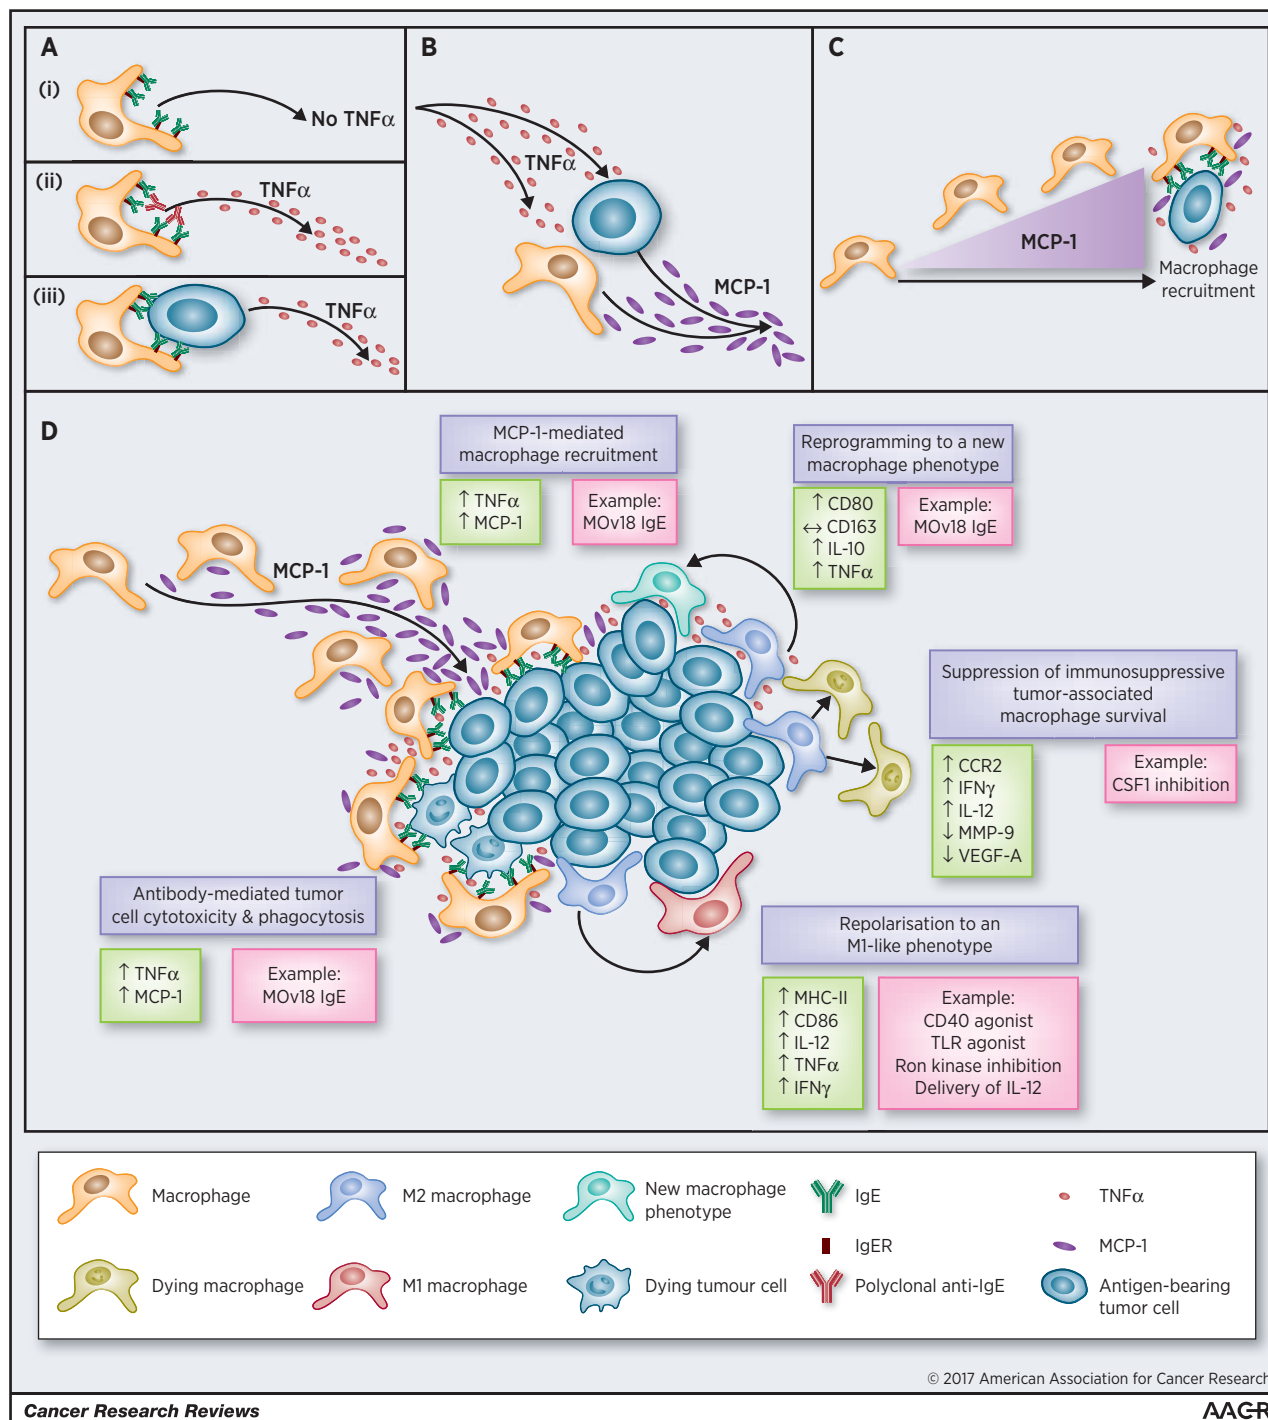 A
(i)
No TNFα
(ii)
TNFα
(iii)
TNFα
B
TNFα
MCP-1
C
MCP-1
Macrophage
recruitment
D
MCP-1-mediated
macrophage recruitment
↑ TNFα
↑ MCP-1
Example:
MOv18 IgE
Reprogramming to a new
macrophage phenotype
↑ CD80
↔ CD163
↑ IL-10
↑ TNFα
Example:
MOv18 IgE
MCP-1
Suppression of immunosuppressive
tumor-associated
macrophage survival
↑ CCR2
↑ IFNγ
↑ IL-12
↓ MMP-9
↓ VEGF-A
Example:
CSF1 inhibition
Antibody-mediated tumor
cell cytotoxicity & phagocytosis
↑ TNFα
↑ MCP-1
Example:
MOv18 IgE
Repolarisation to an
M1-like phenotype
↑ MHC-II
↑ CD86
↑ IL-12
↑ TNFα
↑ IFNγ
Example:
CD40 agonist
TLR agonist
Ron kinase inhibition
Delivery of IL-12
Macrophage
M2 macrophage
New macrophage
phenotype
IgE
TNFα
IgER
MCP-1
Dying macrophage
M1 macrophage
Dying tumour cell
Polyclonal anti-IgE
Antigen-bearing
tumor cell
© 2017 American Association for Cancer Research
Cancer Research Reviews
AACR